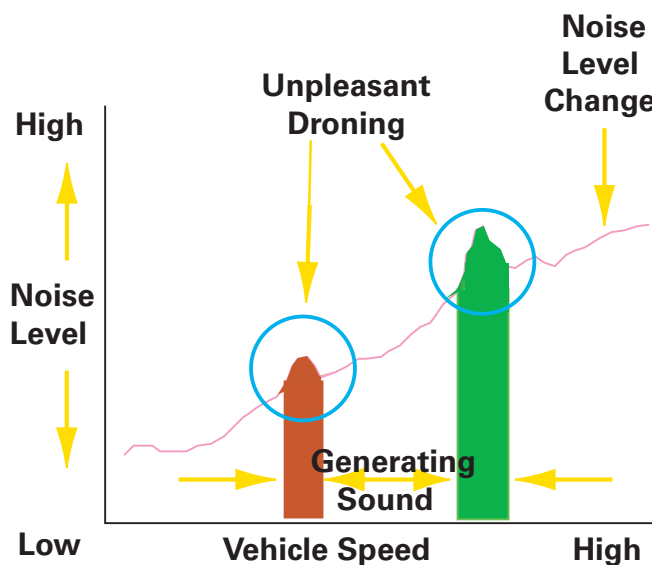 Noise
Level
Change
Unpleasant
Droning
High
Noise
Level
Generating
Sound
Low
Vehicle Speed
High